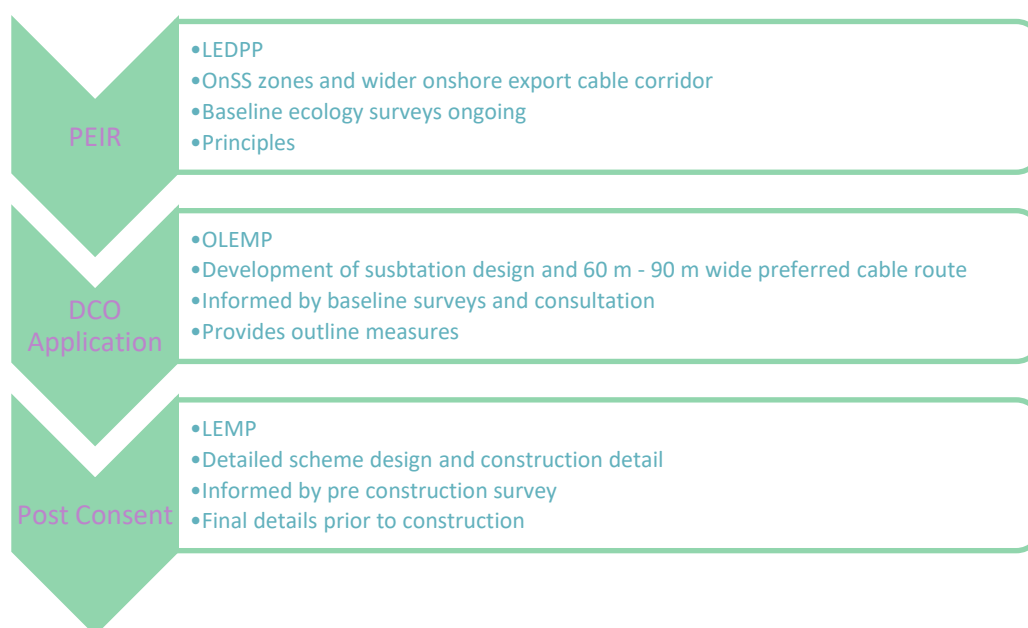 PEIR
•LEDPP
•OnSS zones and wider onshore export cable corridor
•Baseline ecology surveys ongoing
•Principles
DCO
Application
•OLEMP
•Development of susbtation design and 60 m - 90 m wide preferred cable route
•Informed by baseline surveys and consultation
•Provides outline measures
Post Consent
•LEMP
•Detailed scheme design and construction detail
•Informed by pre construction survey
•Final details prior to construction